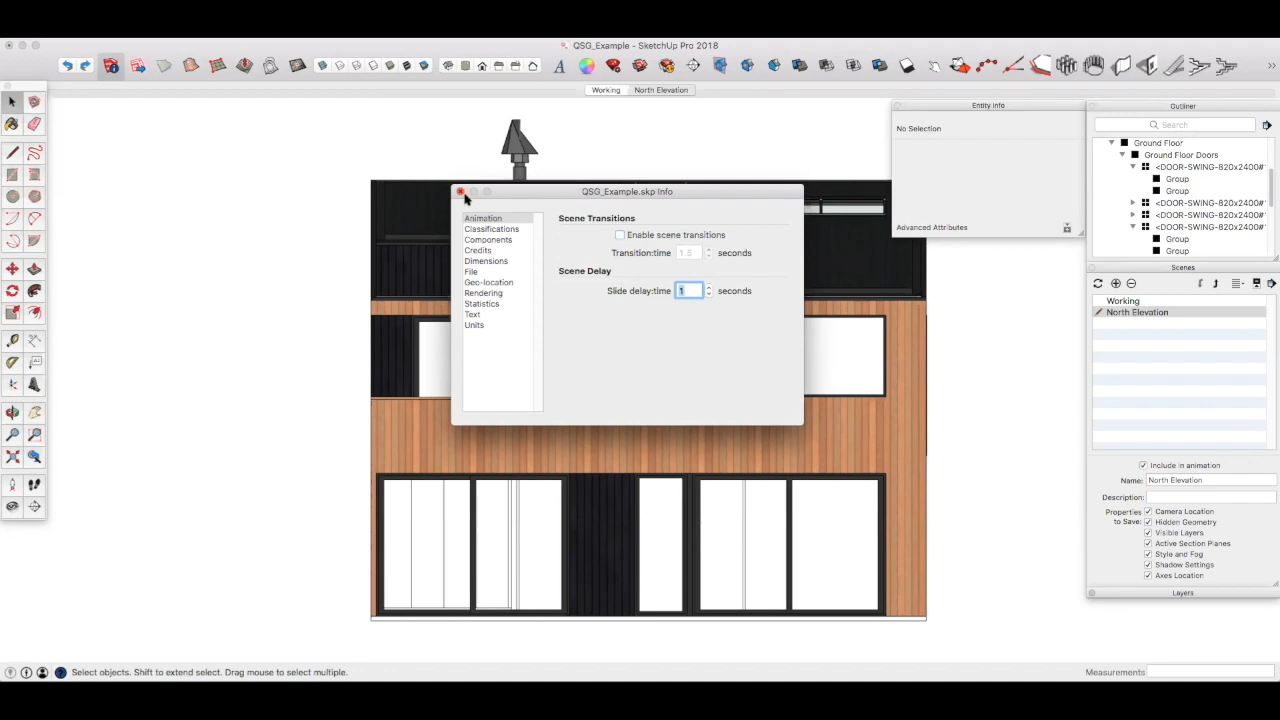 QSG_Example - SketchUp Pro 2018
Working
North Elevation
Entity Info
No Selection
Advanced Attributes
Outliner
Search
Ground Floor
Ground Floor Doors
<DOOR-SWING-820x2400#
Group
Group
<DOOR-SWING-820x2400#
<DOOR-SWING-820x2400#
<DOOR-SWING-820x2400#
Group
Group
Scenes
Working
North Elevation
Include in animation
Name: North Elevation
Description:
Properties to Save:
Camera Location
Hidden Geometry
Visible Layers
Active Section Planes
Style and Fog
Shadow Settings
Axes Location
Layers
QSG_Example.skp Info
Animation
Classifications
Components
Credits
Dimensions
File
Geo-location
Rendering
Statistics
Text
Units
Scene Transitions
Enable scene transitions
Transition:time 1.5 seconds
Scene Delay
Slide delay:time 1 seconds
Select objects. Shift to extend select. Drag mouse to select multiple.
Measurements